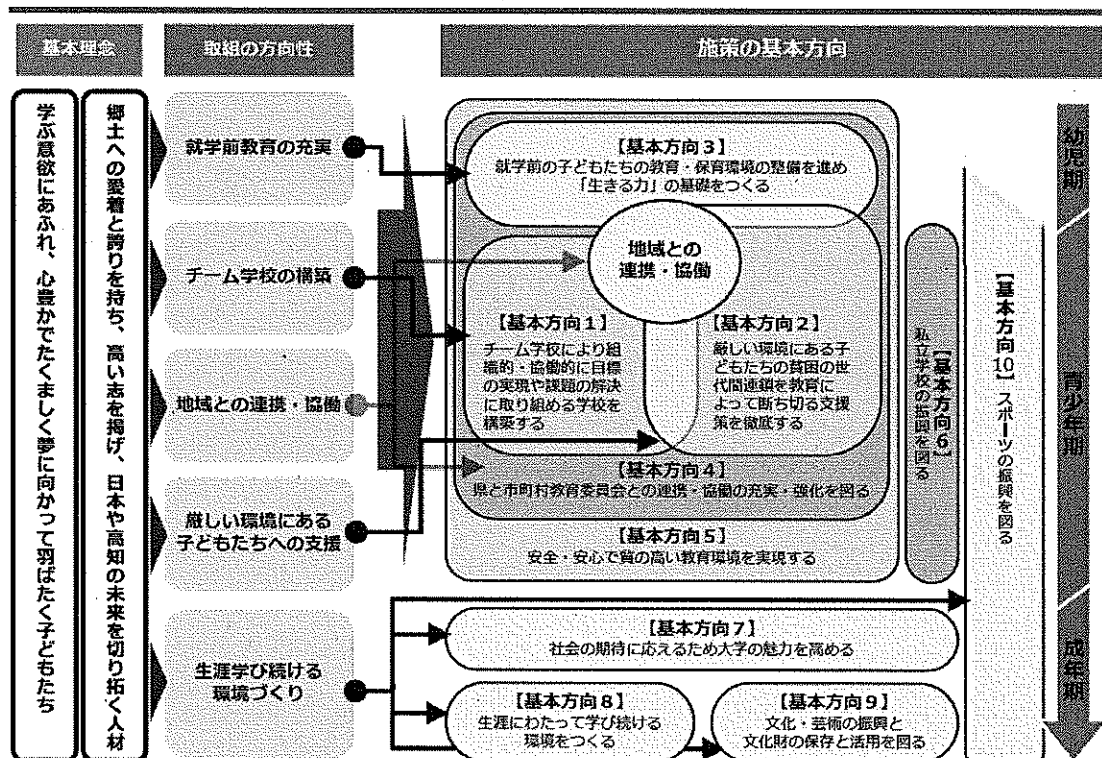 基本理念
取組の方向性
施策の基本方向
郷土への愛着と誇りを持ち、高い志を掲げ、日本や高知の未来を切り拓く人材
学ぶ意欲にあふれ、心豊かでたくましく夢に向かって羽ばたく子どもたち
就学前教育の充実
チーム学校の構築
地域との連携・協働
厳しい環境にある
子どもたちへの支援
生涯学び続ける
環境づくり
【基本方向3】
就学前の子どもたちの教育・保育環境の整備を進め
「生きる力」の基礎をつくる
地域との
連携・協働
【基本方向1】
チーム学校により組
織的・協働的に目標
の実現や課題の解決
に取り組める学校を
構築する
【基本方向2】
厳しい環境にある子
どもたちの貧困の世
代間連鎖を教育に
よって断ち切る支援
策を徹底する
【基本方向4】
県と市町村教育委員会との連携・協働の充実・強化を図る
【基本方向5】
安全・安心で質の高い教育環境を実現する
【基本方向6】
私立学校の振興を図る
【基本方向10】スポーツの振興を図る
【基本方向7】
社会の期待に応えるため大学の魅力を高める
【基本方向8】
生涯にわたって学び続ける
環境をつくる
【基本方向9】
文化・芸術の振興と
文化財の保存と活用を図る
幼児期
青少年期
成年期